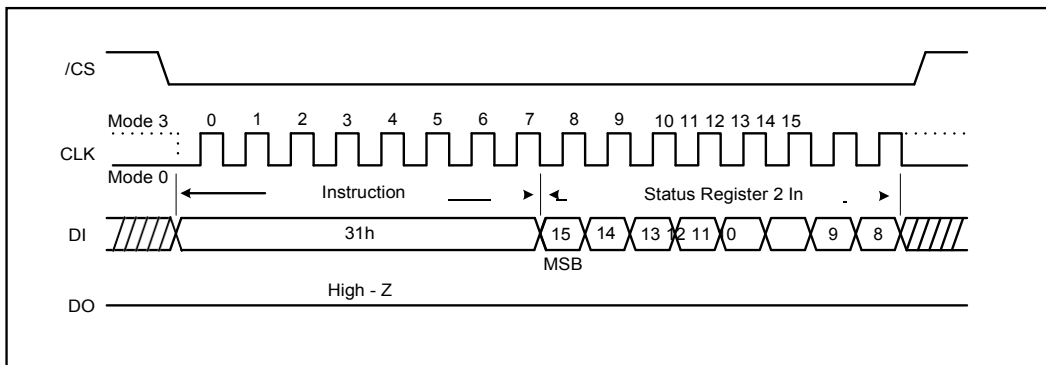 /CS
Mode 3 0 1 2 3 4 5 6 7 8 9 10 11 12 13 14 15
CLK
Mode 0
Instruction Status Register 2 In
DI 31h 15 14 13 12 11 0 9 8
MSB
High - Z
DO